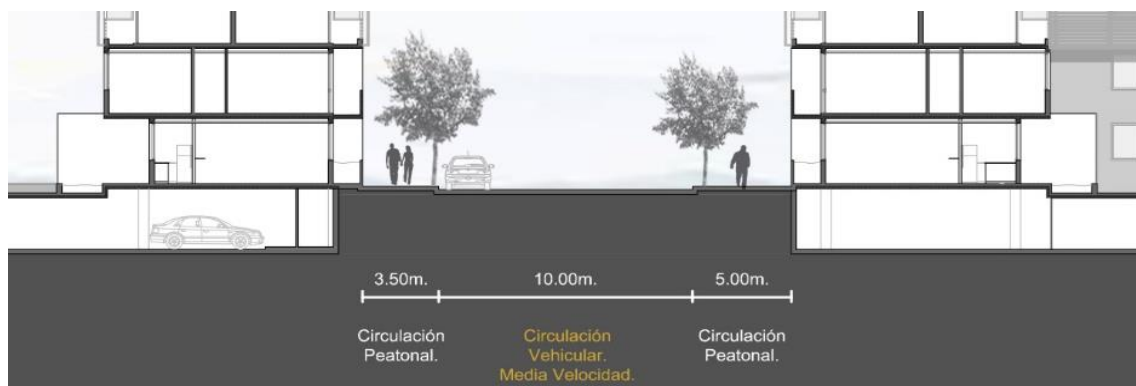 3.50m.
10.00m.
5.00m.
Circulación
Peatonal.
Circulación
Vehicular.
Media Velocidad.
Circulación
Peatonal.